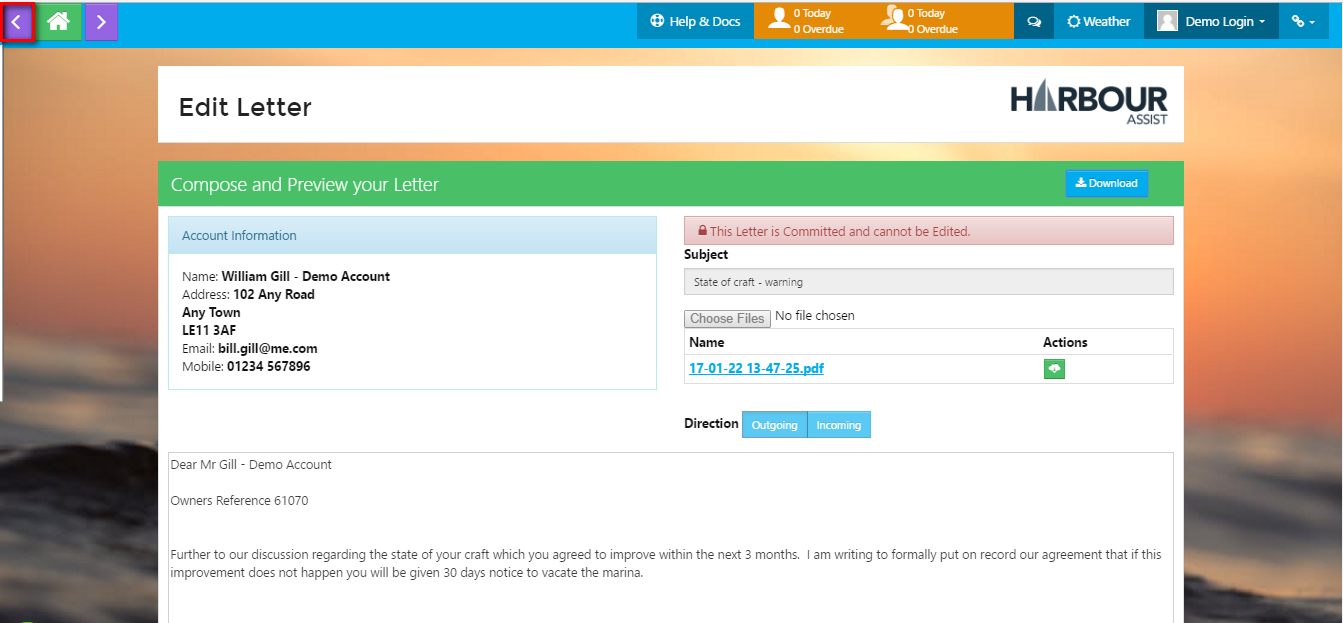 Help & Docs
0 Today
0 Overdue
0 Today
0 Overdue
Weather
Demo Login
Edit Letter
HARBOUR
ASSIST
Compose and Preview your Letter
Download
Account Information
Name: William Gill - Demo Account
Address: 102 Any Road
Any Town
LE11 3AF
Email: bill.gill@me.com
Mobile: 01234 567896
This Letter is Committed and cannot be Edited.
Subject
State of craft - warning
Choose Files No file chosen
Name Actions
17-01-22 13-47-25.pdf
Direction Outgoing Incoming
Dear Mr Gill - Demo Account
Owners Reference 61070
Further to our discussion regarding the state of your craft which you agreed to improve within the next 3 months.  I am writing to formally put on record our agreement that if this
improvement does not happen you will be given 30 days notice to vacate the marina.